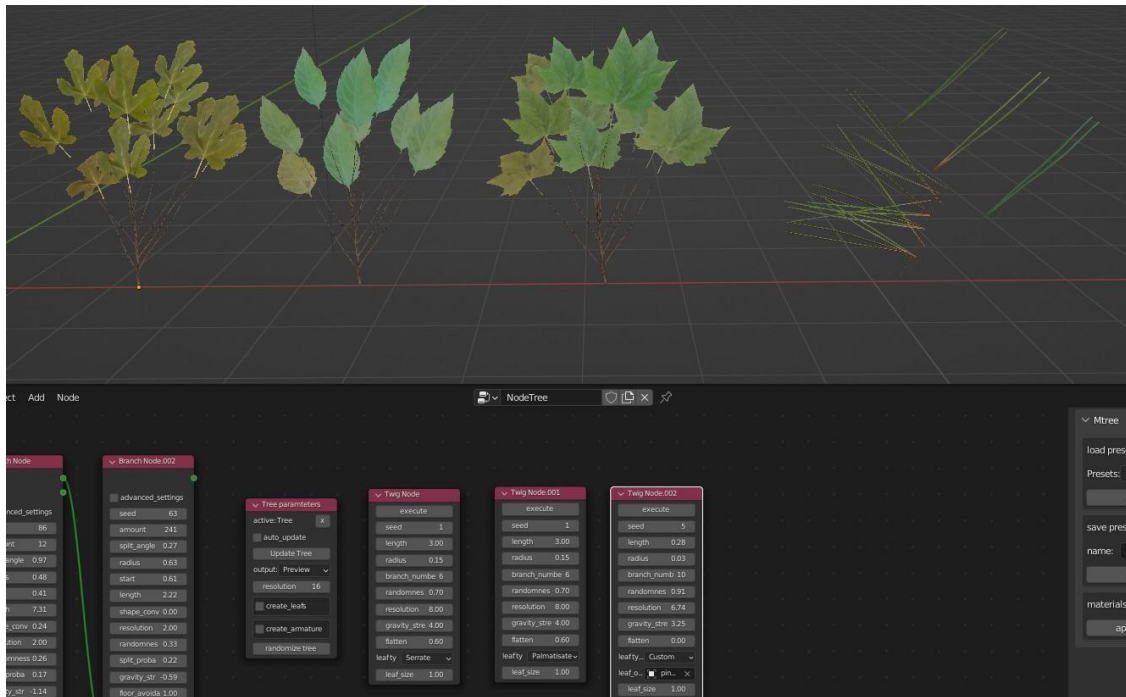 ect Add Node
NodeTree
Mtree
load pres
Presets:
save pres
name:
materials
ap
ch Node
anced_settings
86
nt 12
angle 0.97
0.48
0.41
h 7.31
e_conv 0.24
ution 2.00
omness 0.26
proba 0.17
y_str -1.14
Branch Node.002
advanced_settings
seed 63
amount 241
split_angle 0.27
radius 0.63
start 0.61
length 2.22
shape_conv 0.00
resolution 2.00
randomnes 0.33
split_proba 0.22
gravity_str -0.59
floor_avoida 1.00
Tree paramteters
active: Tree x
auto_update
Update Tree
output: Preview
resolution 16
create_leafs
create_armature
randomize tree
Twig Node
execute
seed 1
length 3.00
radius 0.15
branch_numbe 6
randomnes 0.70
resolution 8.00
gravity_stre 4.00
flatten 0.60
leafty Serrate
leaf_size 1.00
Twig Node.001
execute
seed 1
length 3.00
radius 0.15
branch_numbe 6
randomnes 0.70
resolution 8.00
gravity_stre 4.00
flatten 0.60
leafty Palmatisate
leaf_size 1.00
Twig Node.002
execute
seed 5
length 0.28
radius 0.03
branch_numb 10
randomnes 0.91
resolution 6.74
gravity_stre 3.25
flatten 0.00
leafty... Custom
leaf_o... pin...
leaf_size 1.00